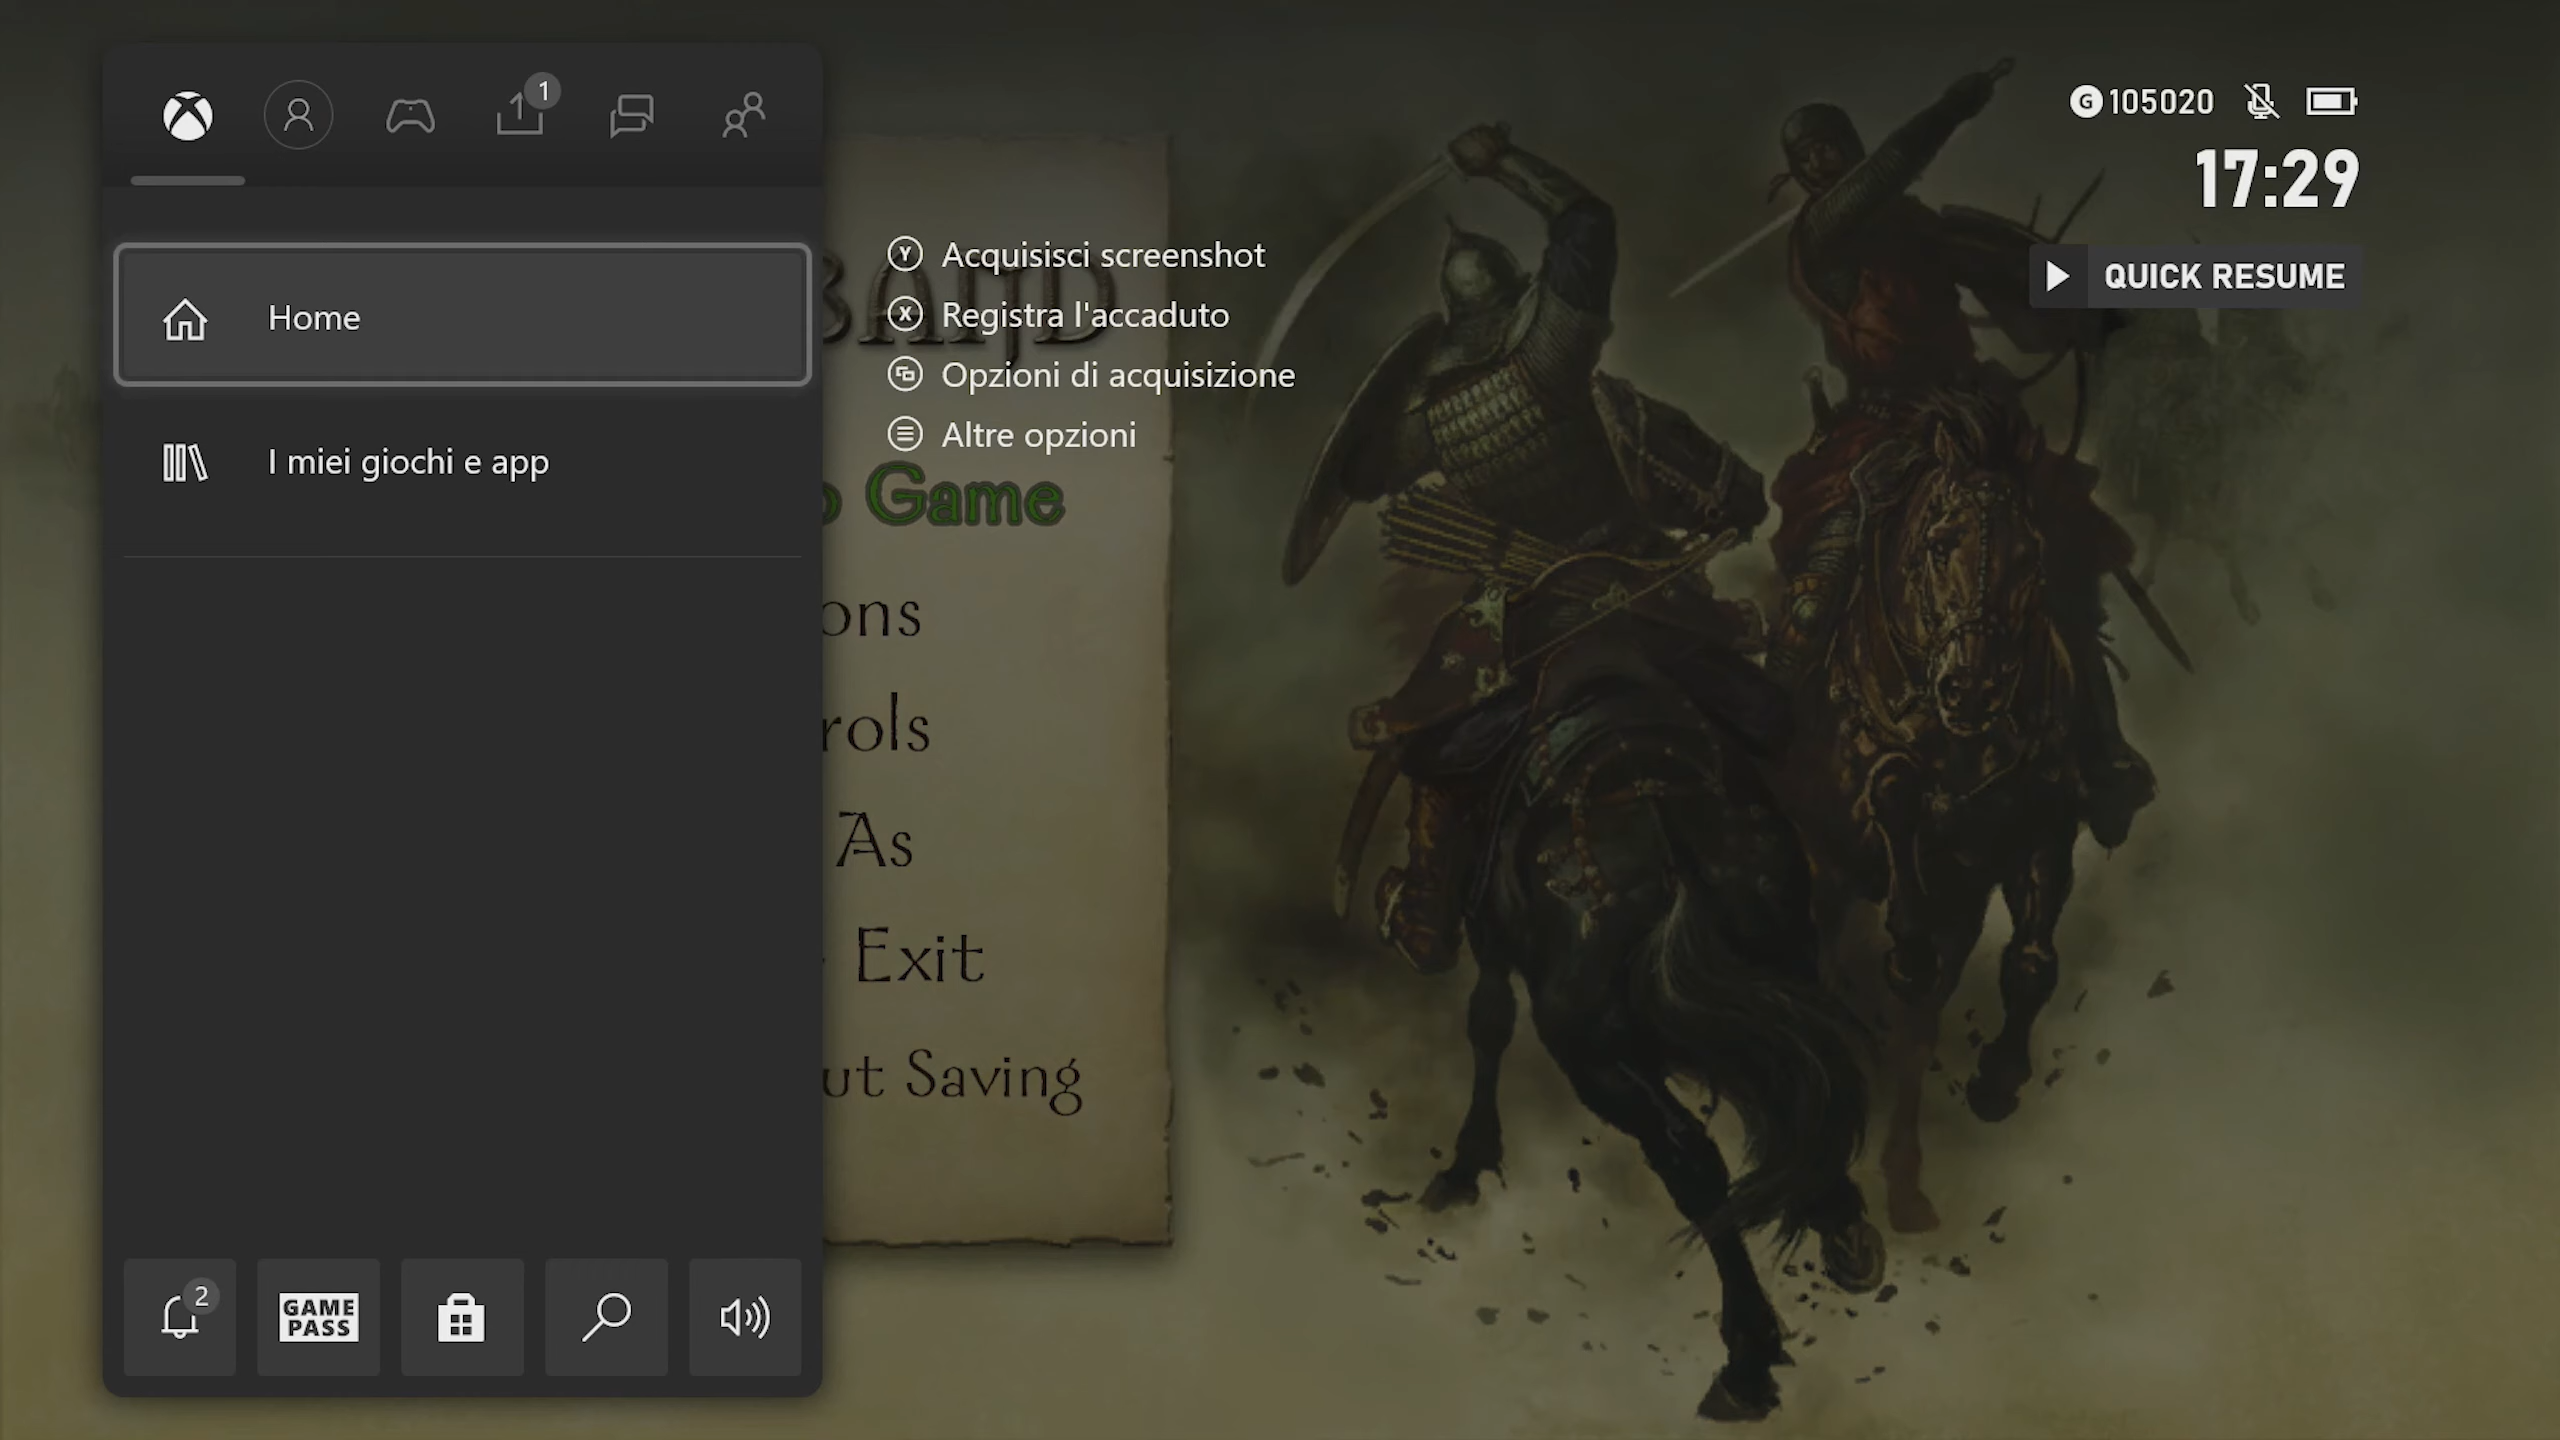 1
G 105020
17:29
QUICK RESUME
Home
I miei giochi e app
Y Acquisisci screenshot
X Registra l'accaduto
Opzioni di acquisizione
Altre opzioni
BAND
o Game
ons
rols
As
Exit
ut Saving
2
GAME
PASS